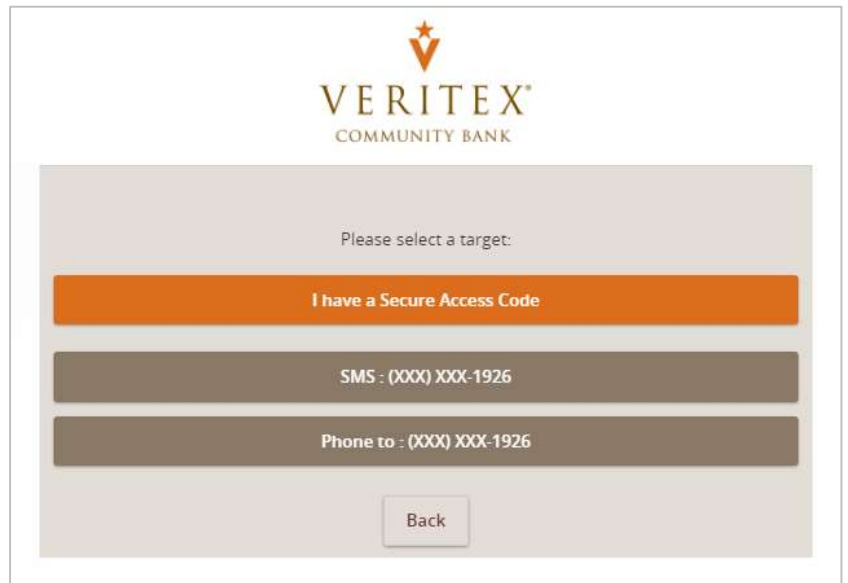 VERITEX®
COMMUNITY BANK
Please select a target:
I have a Secure Access Code
SMS : (XXX) XXX-1926
Phone to : (XXX) XXX-1926
Back